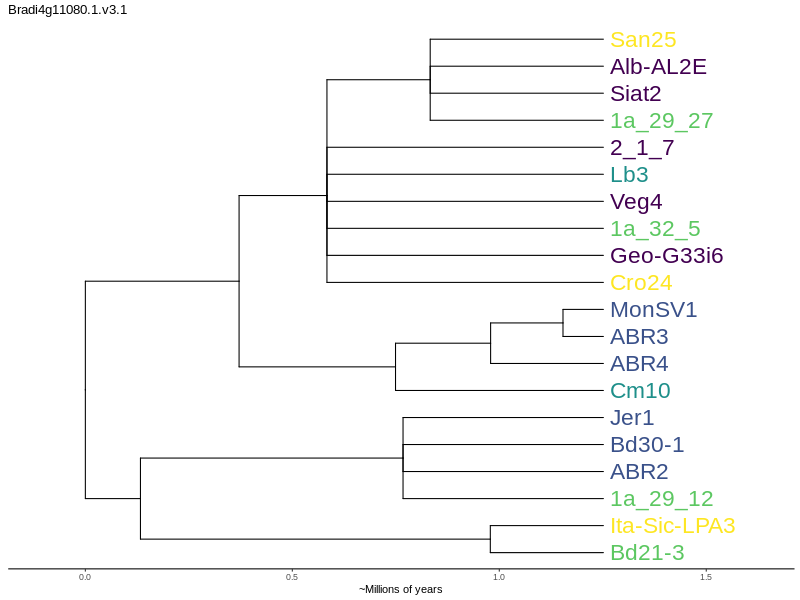 Bradi4g11080.1.v3.1
San25
Alb-AL2E
Siat2
1a_29_27
2_1_7
Lb3
Veg4
1a_32_5
Geo-G33i6
Cro24
MonSV1
ABR3
ABR4
Cm10
Jer1
Bd30-1
ABR2
1a_29_12
Ita-Sic-LPA3
Bd21-3
0.0 0.5 1.0 1.5
~Millions of years